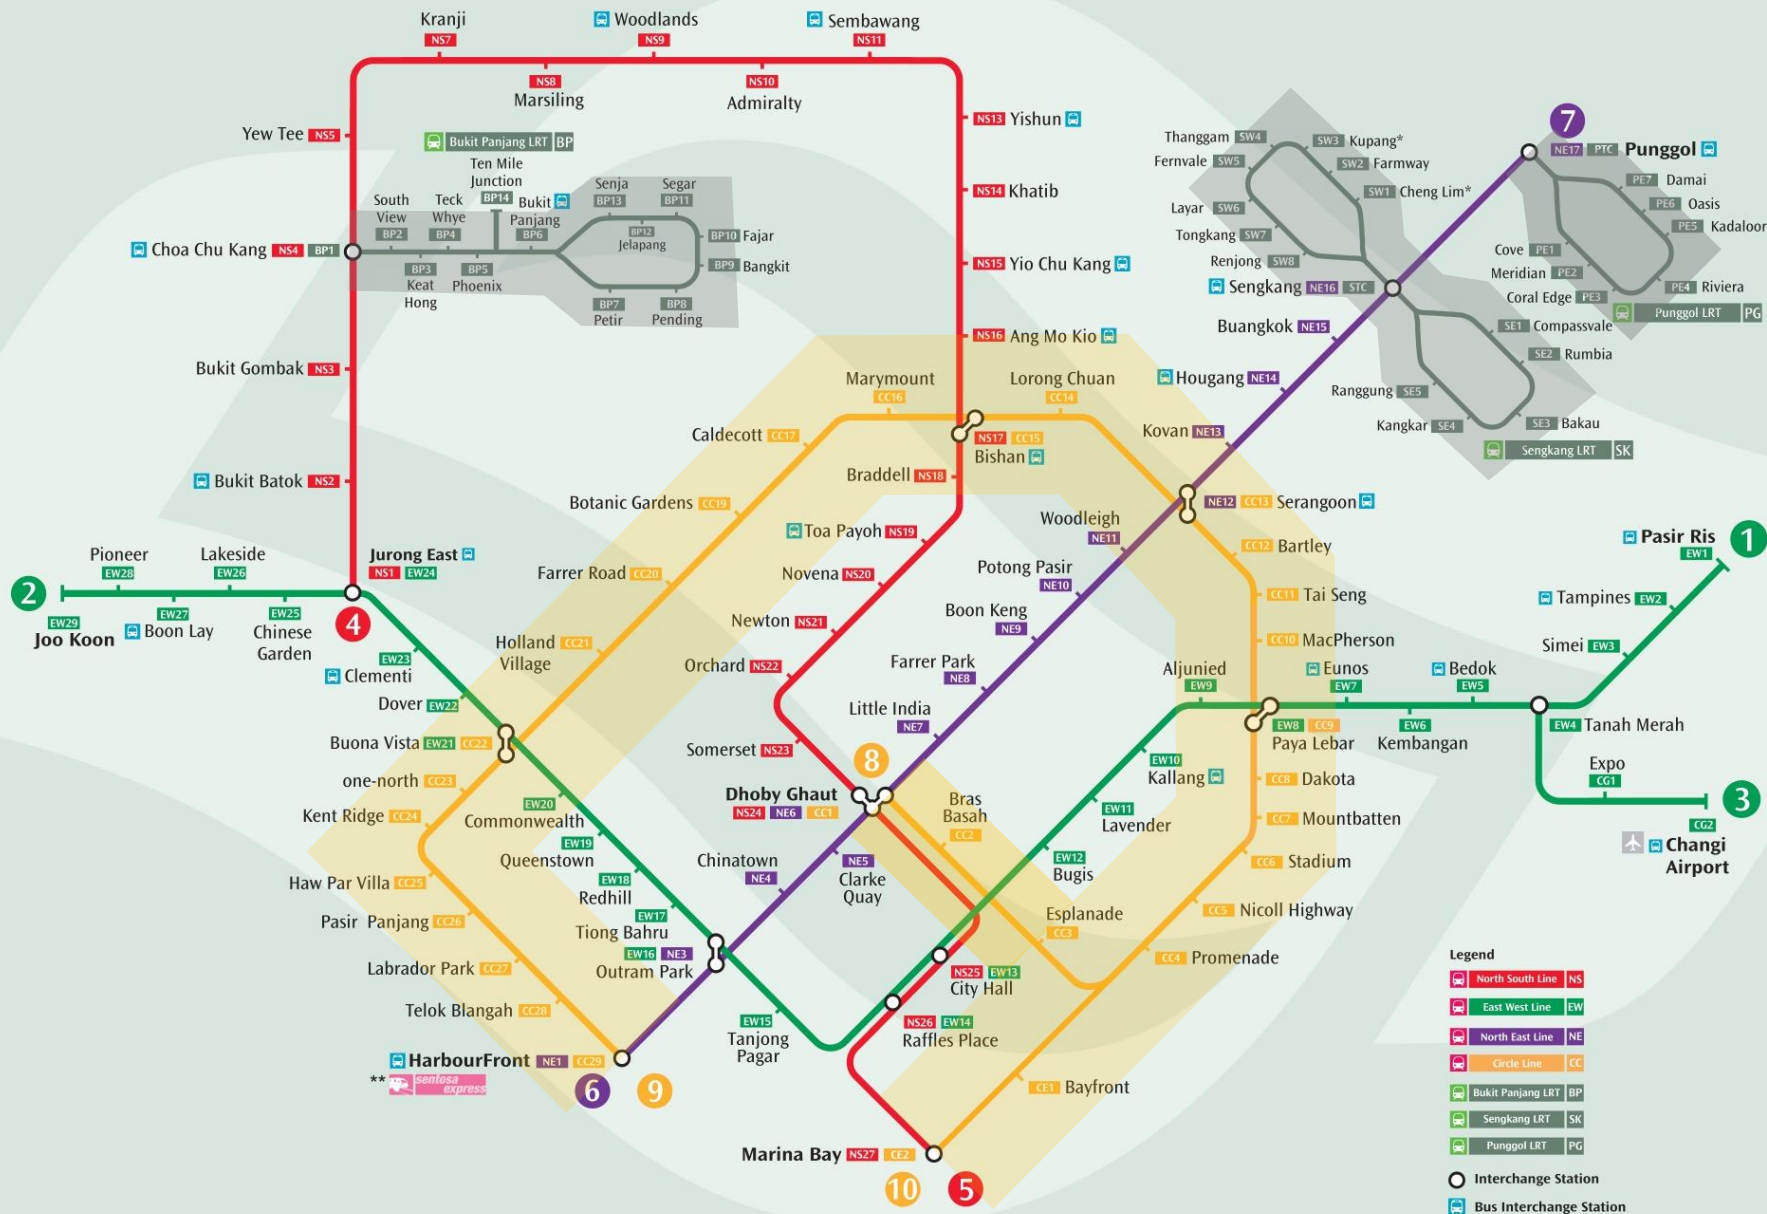 Kranji
NS7
Woodlands
NS9
Sembawang
NS11
NS8
Marsiling
NS10
Admiralty
Yew Tee NS5
NS13 Yishun
NS14 Khatib
NS15 Yio Chu Kang
NS16 Ang Mo Kio
Bukit Panjang LRT BP
Ten Mile
Junction
BP14
South
View
BP2
Teck
Whye
BP4
Bukit
Panjang
BP6
Senja
BP13
Segar
BP11
BP12
Jelapang
BP10 Fajar
BP9 Bangkit
Choa Chu Kang NS4 BP1
BP3
Keat
Hong
BP5
Phoenix
BP7
Petir
BP8
Pending
Bukit Gombak NS3
Bukit Batok NS2
7
NE17 PTC Punggol
Thanggam SW4
SW3 Kupang*
Fernvale SW5
SW2 Farmway
SW1 Cheng Lim*
Layar SW6
Tongkang SW7
Renjong SW8
Sengkang NE16 STC
PE7 Damai
PE6 Oasis
PE5 Kadaloor
Cove PE1
Meridian PE2
Coral Edge PE3
PE4 Riviera
Punggol LRT PG
Buangkok NE15
SE1 Compassvale
SE2 Rumbia
Ranggung SE5
Kangkar SE4
SE3 Bakau
Sengkang LRT SK
Hougang NE14
Kovan NE13
Marymount
CC16
Lorong Chuan
CC14
Caldecott CC17
NS17 CC15
Bishan
Braddell NS18
Botanic Gardens CC19
NE12 CC13 Serangoon
Toa Payoh NS19
Woodleigh
NE11
CC12 Bartley
Farrer Road CC20
Novena NS20
Potong Pasir
NE10
CC11 Tai Seng
Newton NS21
Boon Keng
NE9
CC10 MacPherson
Holland
Village
CC21
Orchard NS22
Farrer Park
NE8
Little India
NE7
Somerset NS23
Pioneer
EW28
Lakeside
EW26
Jurong East
NS1 EW24
2
EW29
Joo Koon
EW27
Boon Lay
EW25
Chinese
Garden
4
EW23
Clementi
Dover EW22
Buona Vista EW21 CC22
one-north CC23
Kent Ridge CC24
Haw Par Villa CC25
Pasir Panjang CC26
Labrador Park CC27
Telok Blangah CC28
HarbourFront NE1 CC29
** sentosa
express
6
9
EW20
Commonwealth
EW19
Queenstown
EW18
Redhill
EW17
Tiong Bahru
EW16 NE3
Outram Park
EW15
Tanjong
Pagar
8
Dhoby Ghaut
NS24 NE6 CC1
Chinatown
NE4
NE5
Clarke
Quay
Bras
Basah
CC2
Esplanade
CC3
NS25 EW13
City Hall
NS26 EW14
Raffles Place
CE1 Bayfront
Marina Bay NS27 CE2
10
5
Aljunied
EW9
EW10
Kallang
EW11
Lavender
EW12
Bugis
EW8 CC9
Paya Lebar
CC8 Dakota
CC7 Mountbatten
CC6 Stadium
CC5 Nicoll Highway
CC4 Promenade
Eunos
EW7
EW6
Kembangan
Bedok
EW5
EW4 Tanah Merah
Simei EW3
Tampines EW2
Pasir Ris
EW1
1
Expo
CG1
3
CG2
Changi
Airport
Legend
North South Line NS
East West Line EW
North East Line NE
Circle Line CC
Bukit Panjang LRT BP
Sengkang LRT SK
Punggol LRT PG
Interchange Station
Bus Interchange Station